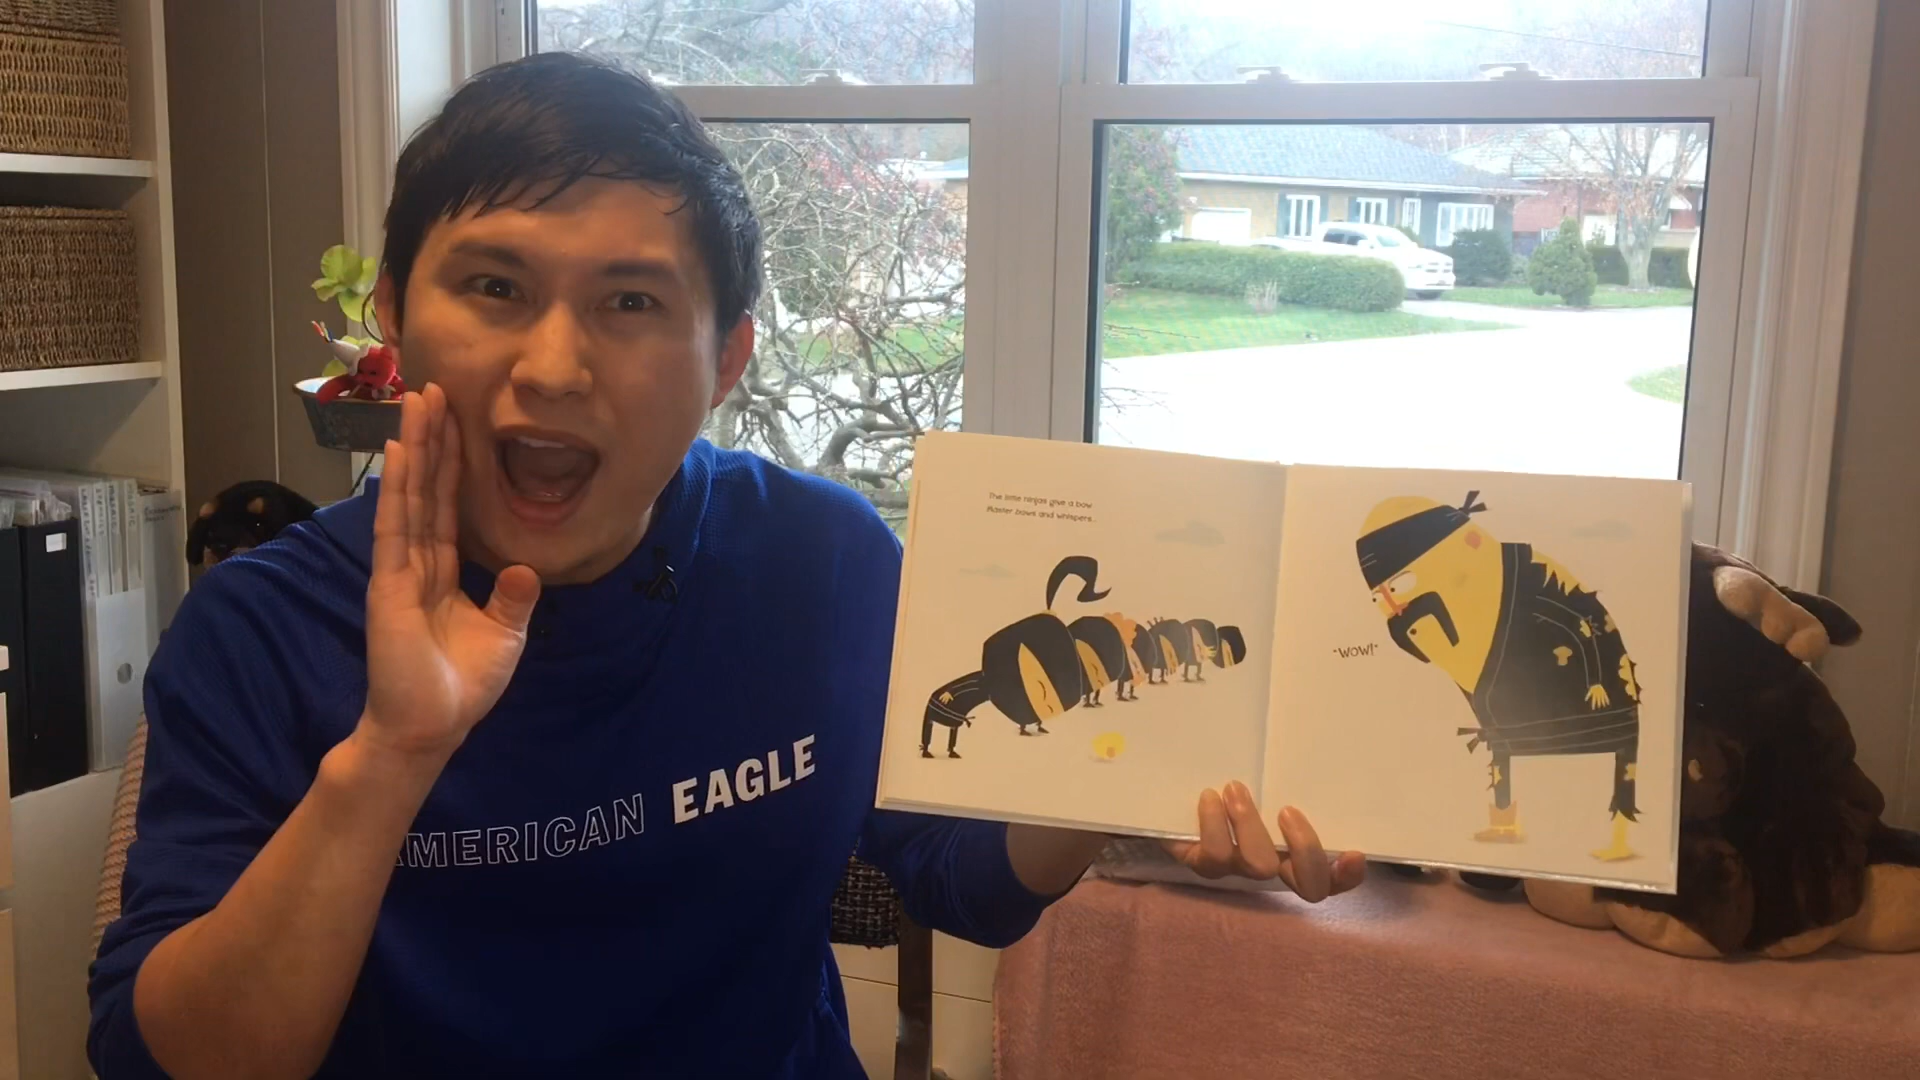 The little ninjas give a bow
Master bows and whispers...
"WOW!"
AMERICAN EAGLE